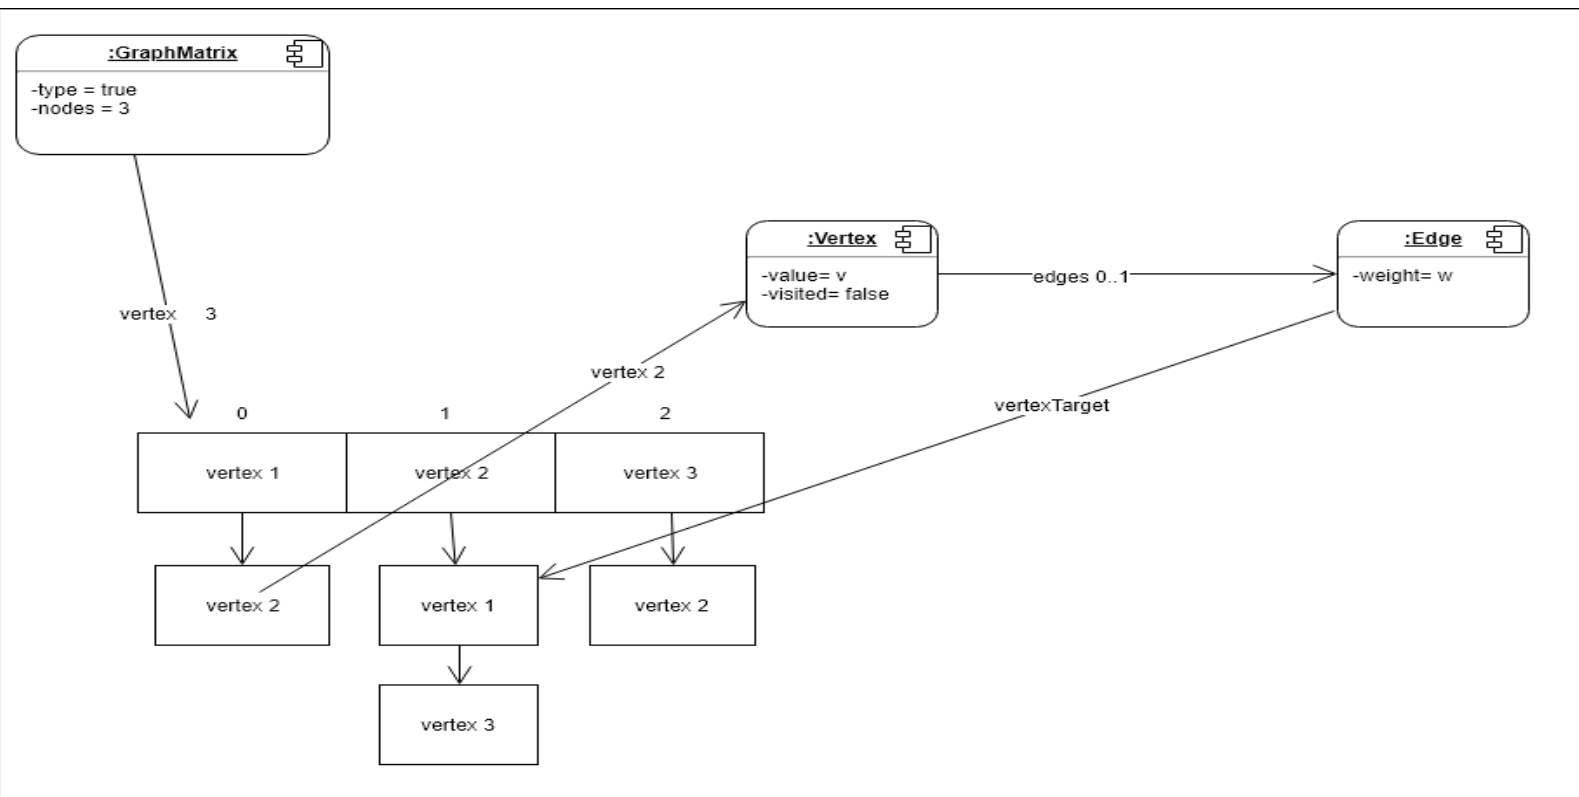 :GraphMatrix
-type = true
-nodes = 3
:Vertex
-value= v
-visited= false
edges 0..1
:Edge
-weight= w
vertex 3
vertex 2
vertexTarget
0 1 2
vertex 1 vertex 2 vertex 3
vertex 2 vertex 1 vertex 2
vertex 3